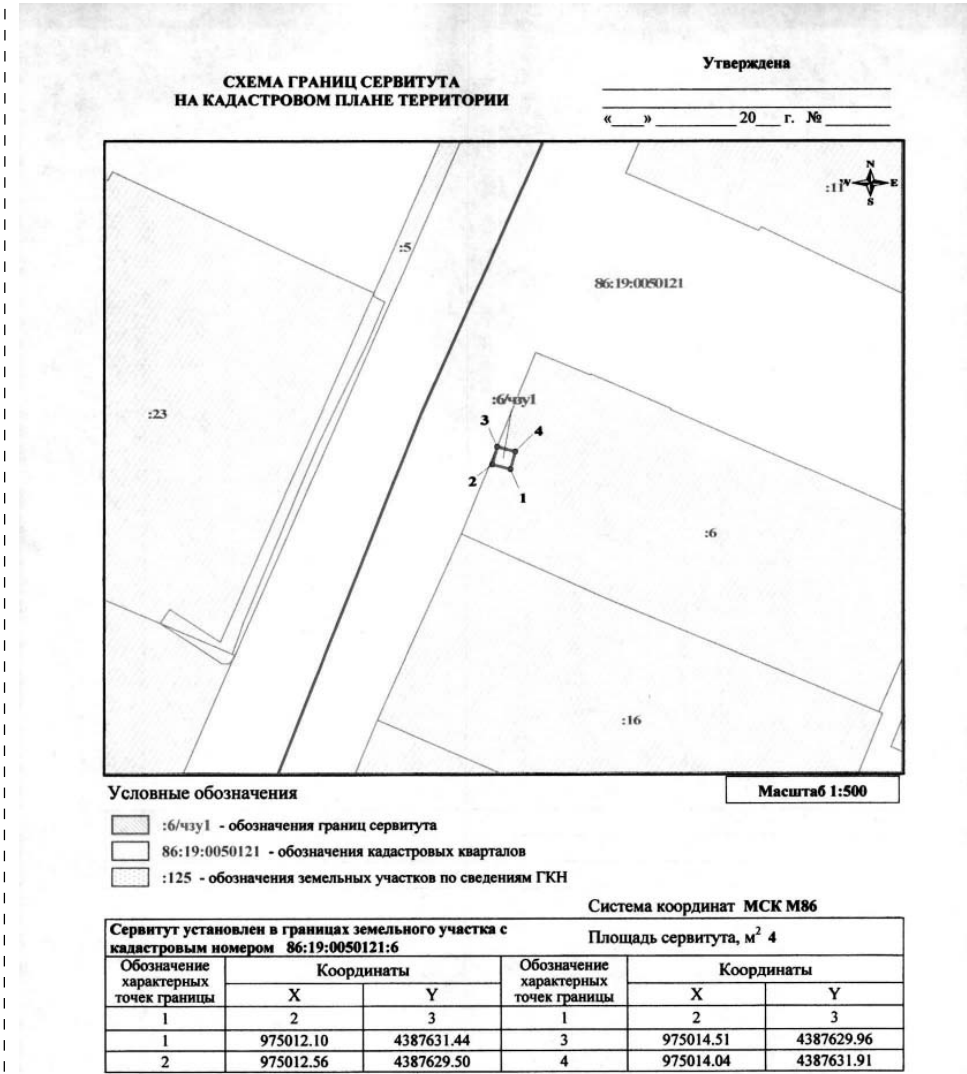 Утверждена
СХЕМА ГРАНИЦ СЕРВИТУТА
НА КАДАСТРОВОМ ПЛАНЕ ТЕРРИТОРИИ
«____» ____________ 20___ г. № ________
N
:11 W E
S
:5
86:19:0050121
:6/чзу1
:23
3
4
2
1
:6
:16
Условные обозначения
Масштаб 1:500
:6/чзу1 - обозначения границ сервитута
86:19:0050121 - обозначения кадастровых кварталов
:125 - обозначения земельных участков по сведениям ГКН
Система координат МСК М86
Сервитут установлен в границах земельного участка с
кадастровым номером 86:19:0050121:6
Площадь сервитута, м² 4
Обозначение
характерных
точек границы
Координаты
Обозначение
характерных
точек границы
Координаты
X Y X Y
1 2 3 1 2 3
1 975012.10 4387631.44 3 975014.51 4387629.96
2 975012.56 4387629.50 4 975014.04 4387631.91